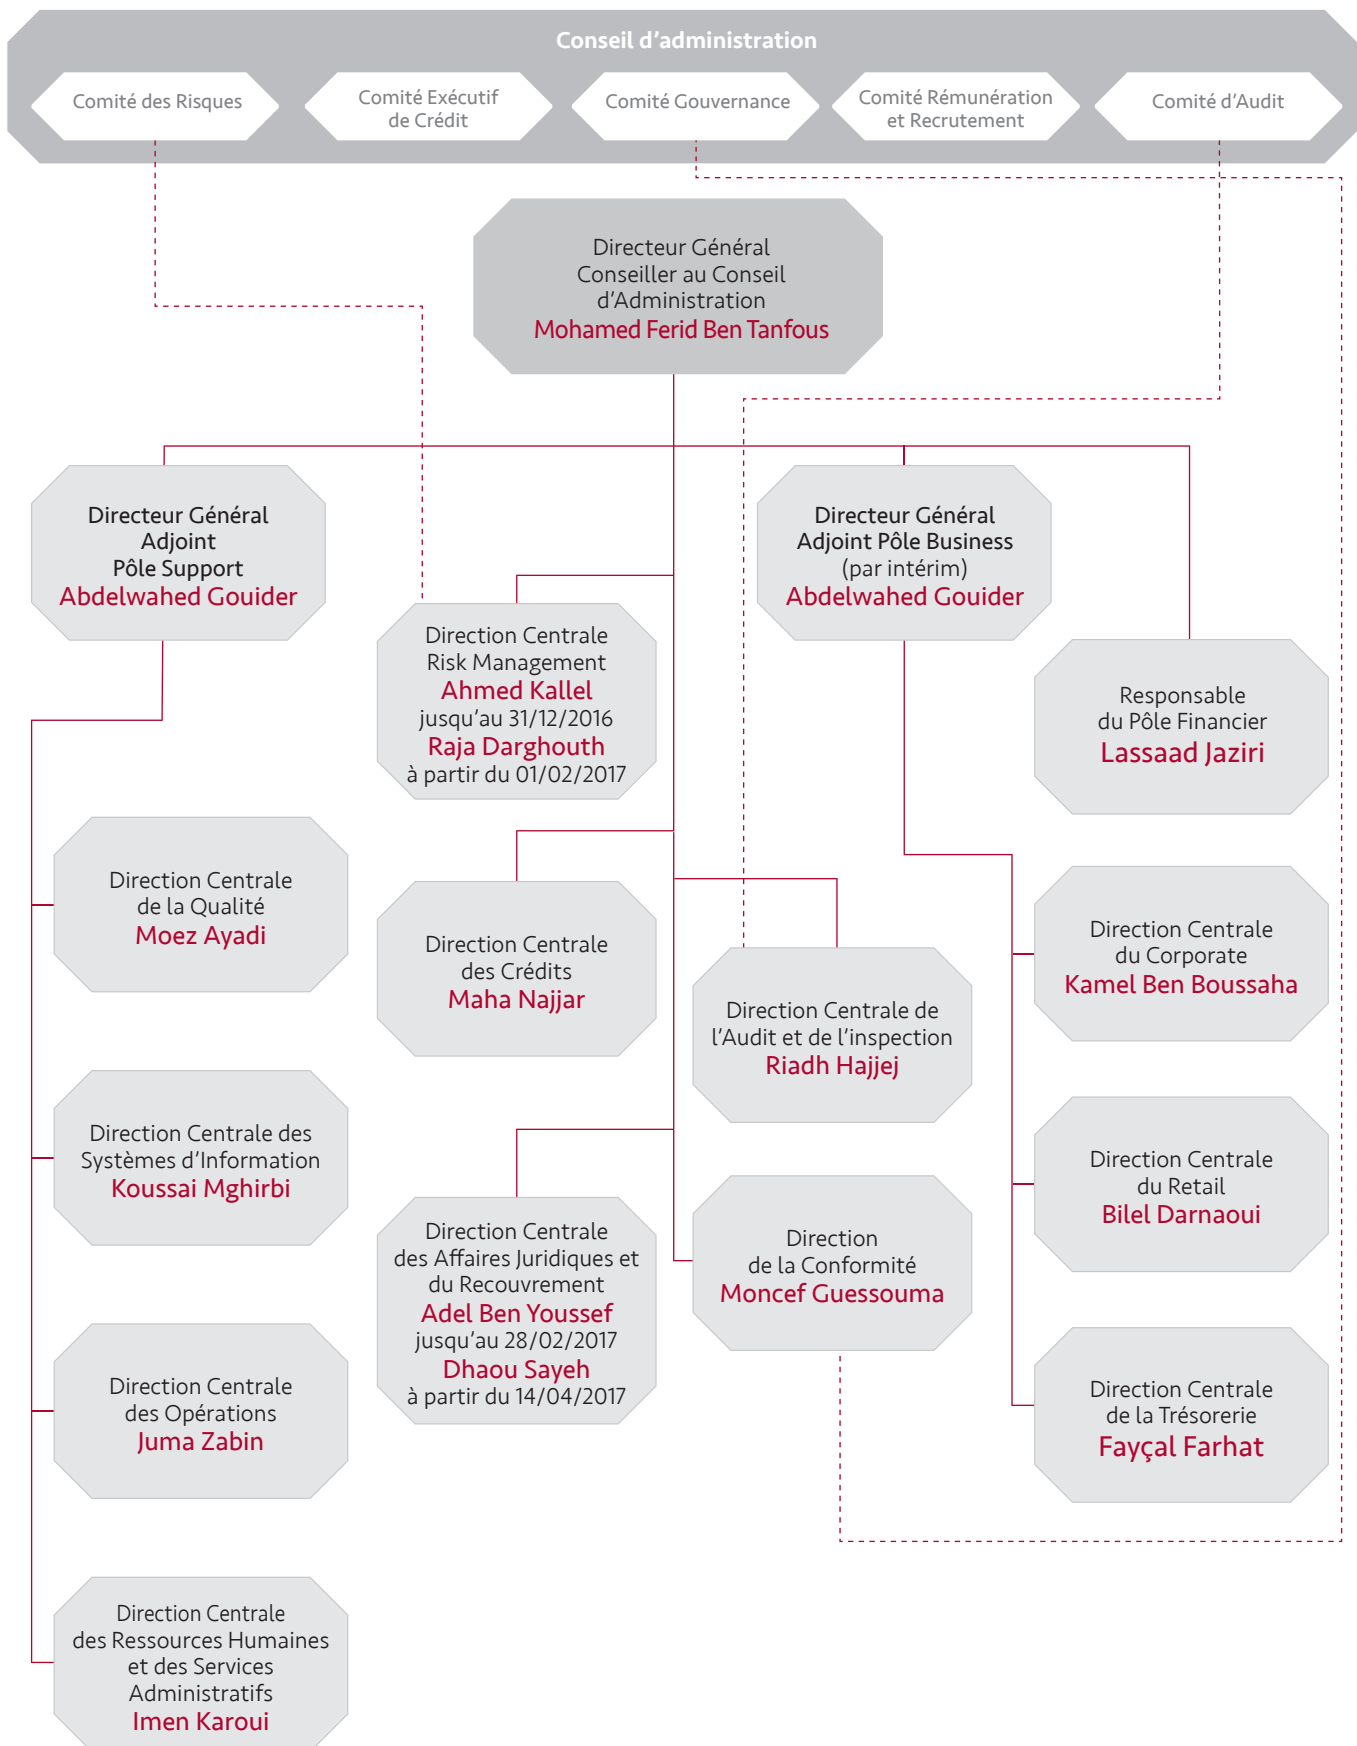 Conseil d'administration
Comité des Risques
Comité Exécutif
de Crédit
Comité Gouvernance
Comité Rémunération
et Recrutement
Comité d'Audit
Directeur Général
Conseiller au Conseil
d'Administration
Mohamed Ferid Ben Tanfous
Directeur Général
Adjoint
Pôle Support
Abdelwahed Gouider
Directeur Général
Adjoint Pôle Business
(par intérim)
Abdelwahed Gouider
Direction Centrale
Risk Management
Ahmed Kallel
jusqu'au 31/12/2016
Raja Darghouth
à partir du 01/02/2017
Responsable
du Pôle Financier
Lassaad Jaziri
Direction Centrale
de la Qualité
Moez Ayadi
Direction Centrale
des Crédits
Maha Najjar
Direction Centrale de
l'Audit et de l'inspection
Riadh Hajjej
Direction Centrale
du Corporate
Kamel Ben Boussaha
Direction Centrale des
Systèmes d'Information
Koussai Mghirbi
Direction Centrale
des Affaires Juridiques et
du Recouvrement
Adel Ben Youssef
jusqu'au 28/02/2017
Dhaou Sayeh
à partir du 14/04/2017
Direction
de la Conformité
Moncef Guessouma
Direction Centrale
du Retail
Bilel Darnaoui
Direction Centrale
des Opérations
Juma Zabin
Direction Centrale
de la Trésorerie
Fayçal Farhat
Direction Centrale
des Ressources Humaines
et des Services
Administratifs
Imen Karoui